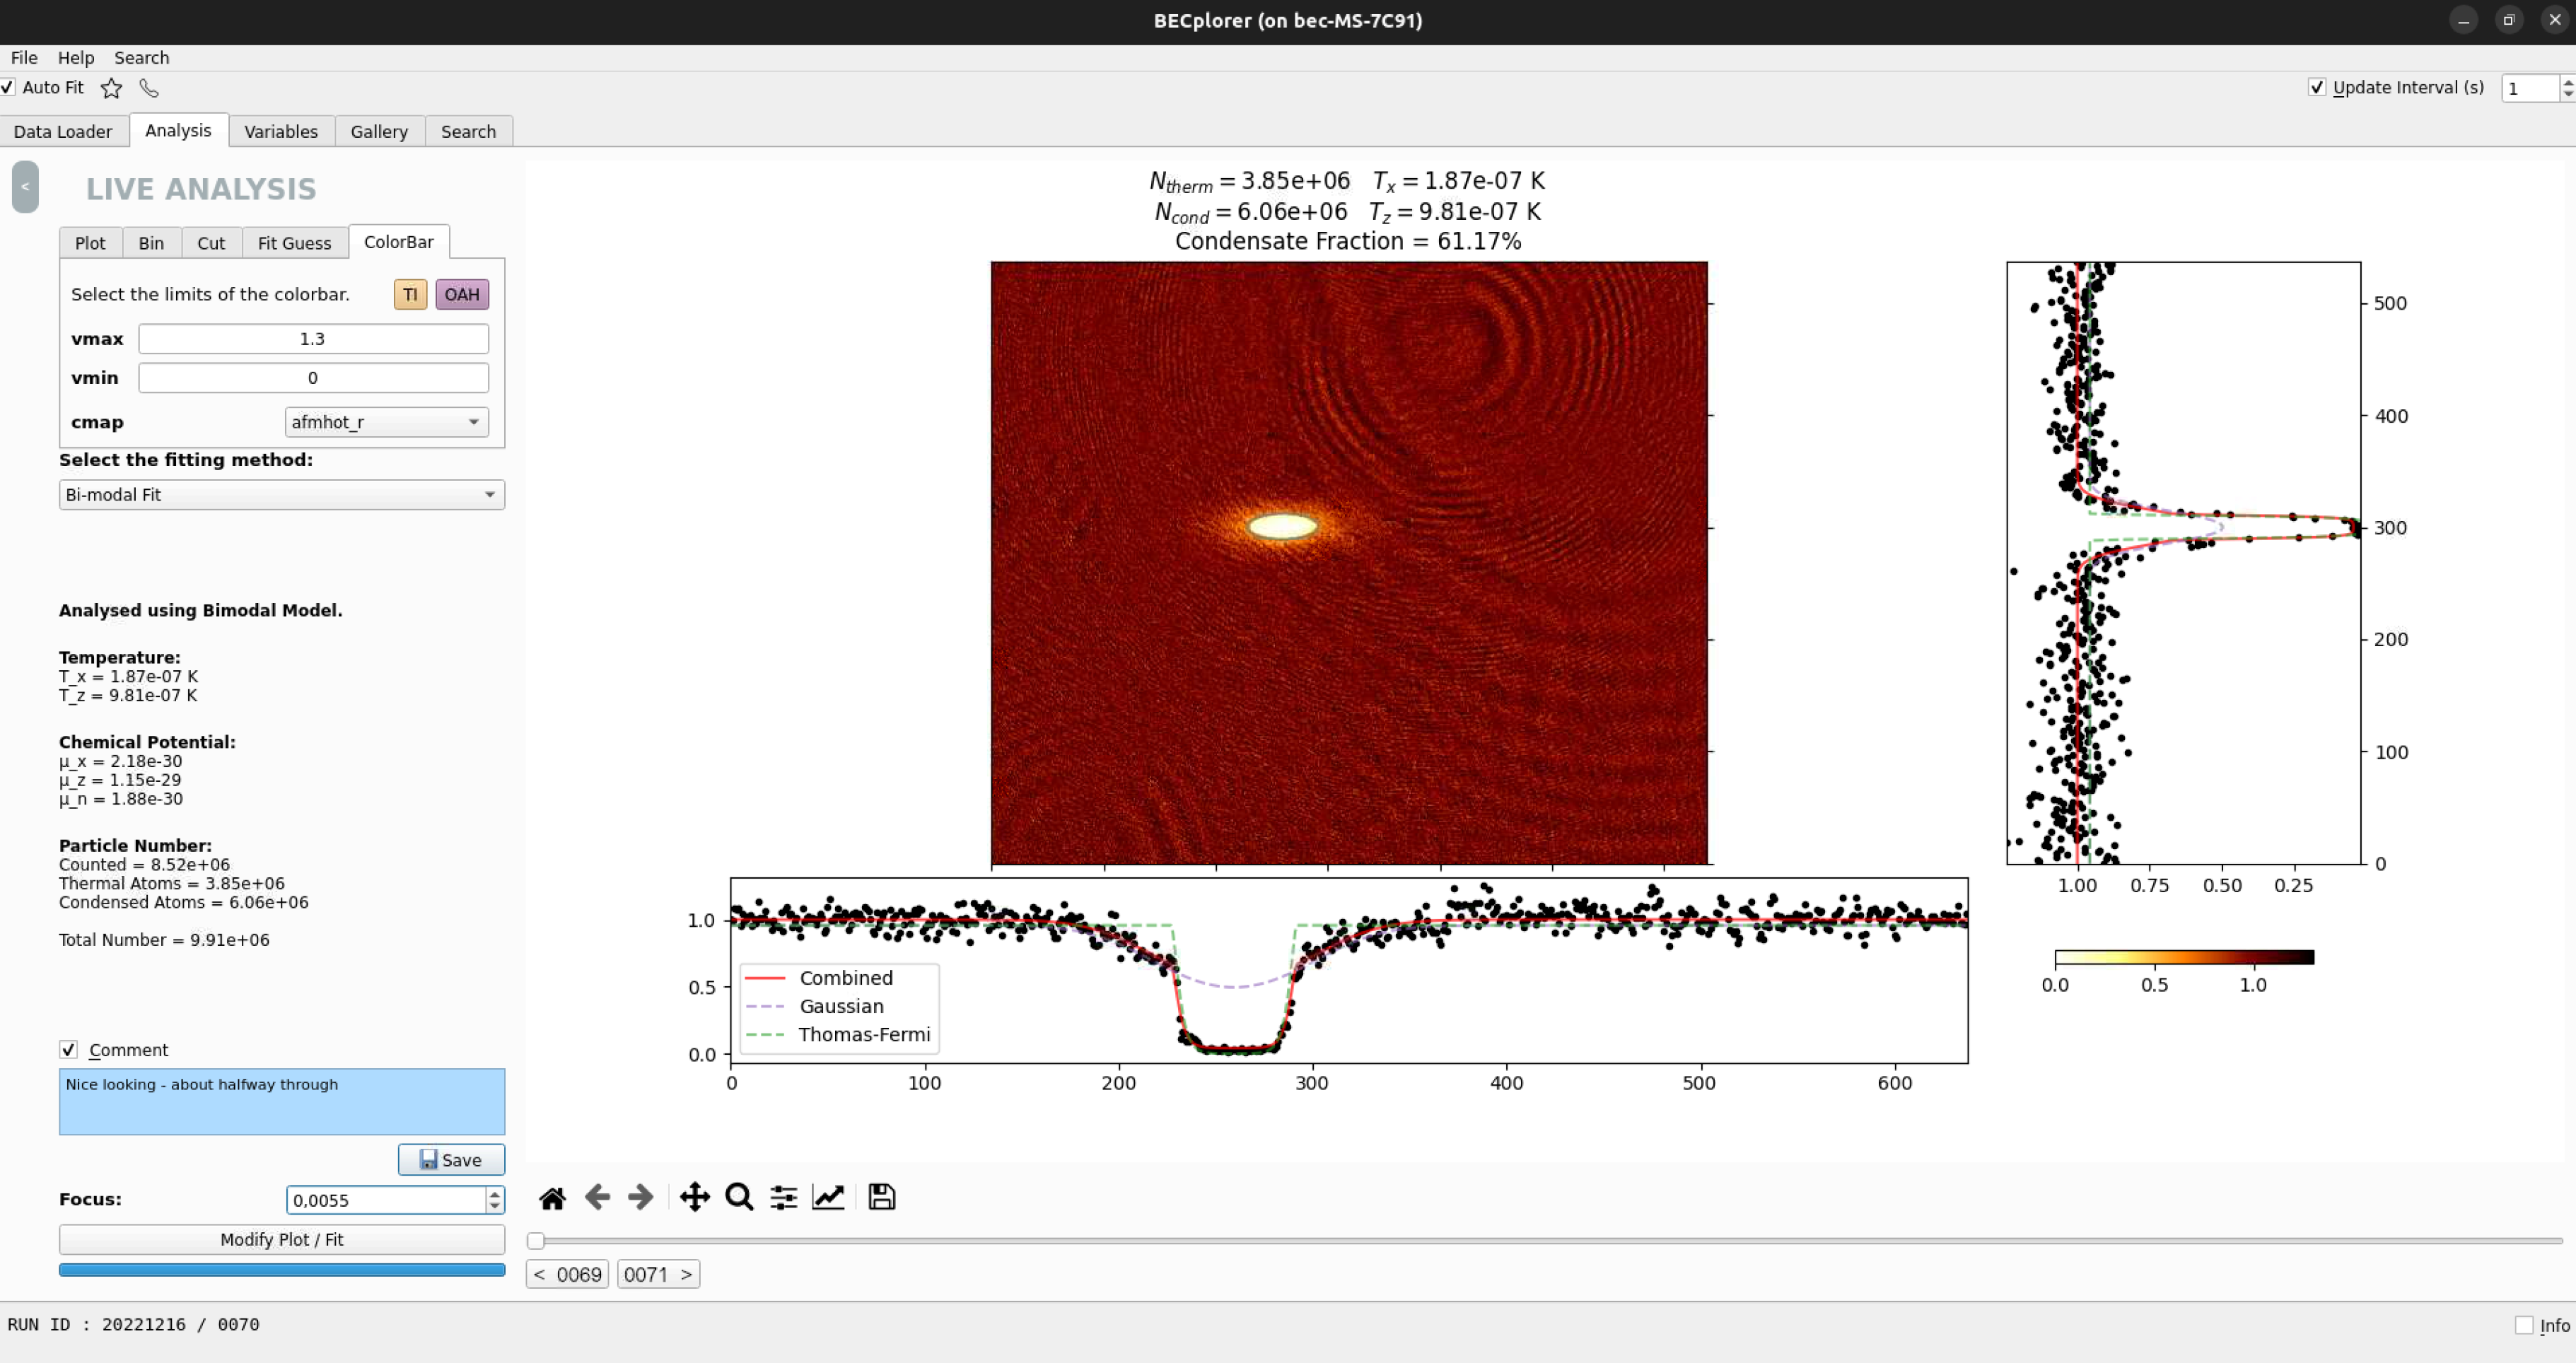 BECplorer (on bec-MS-7C91)
File Help Search
Auto Fit
Update Interval (s) 1
Data Loader Analysis Variables Gallery Search
<
LIVE ANALYSIS
Plot Bin Cut Fit Guess ColorBar
Select the limits of the colorbar. TI OAH
vmax 1.3
vmin 0
cmap afmhot_r
Select the fitting method:
Bi-modal Fit
Analysed using Bimodal Model.
Temperature:
T_x = 1.87e-07 K
T_z = 9.81e-07 K
Chemical Potential:
μ_x = 2.18e-30
μ_z = 1.15e-29
μ_n = 1.88e-30
Particle Number:
Counted = 8.52e+06
Thermal Atoms = 3.85e+06
Condensed Atoms = 6.06e+06
Total Number = 9.91e+06
Comment
Nice looking - about halfway through
Save
Focus: 0,0055
Modify Plot / Fit
N_therm = 3.85e+06 T_x = 1.87e-07 K
N_cond = 6.06e+06 T_z = 9.81e-07 K
Condensate Fraction = 61.17%
500
400
300
200
100
0
1.00 0.75 0.50 0.25
1.0
0.5
0.0
Combined
Gaussian
Thomas-Fermi
0 100 200 300 400 500 600
0.0 0.5 1.0
< 0069 0071 >
RUN ID : 20221216 / 0070
Info